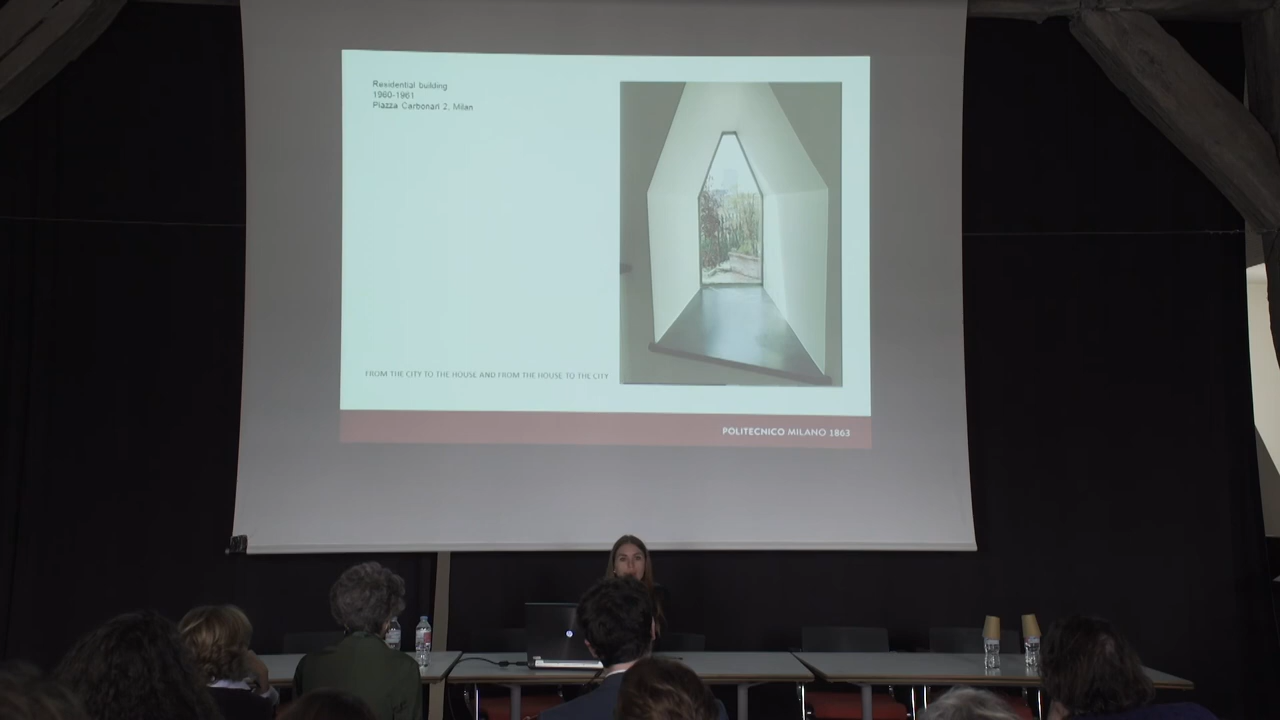 Residential building
1960-1961
Piazza Carbonari 2, Milan
FROM THE CITY TO THE HOUSE AND FROM THE HOUSE TO THE CITY
POLITECNICO MILANO 1863
hp